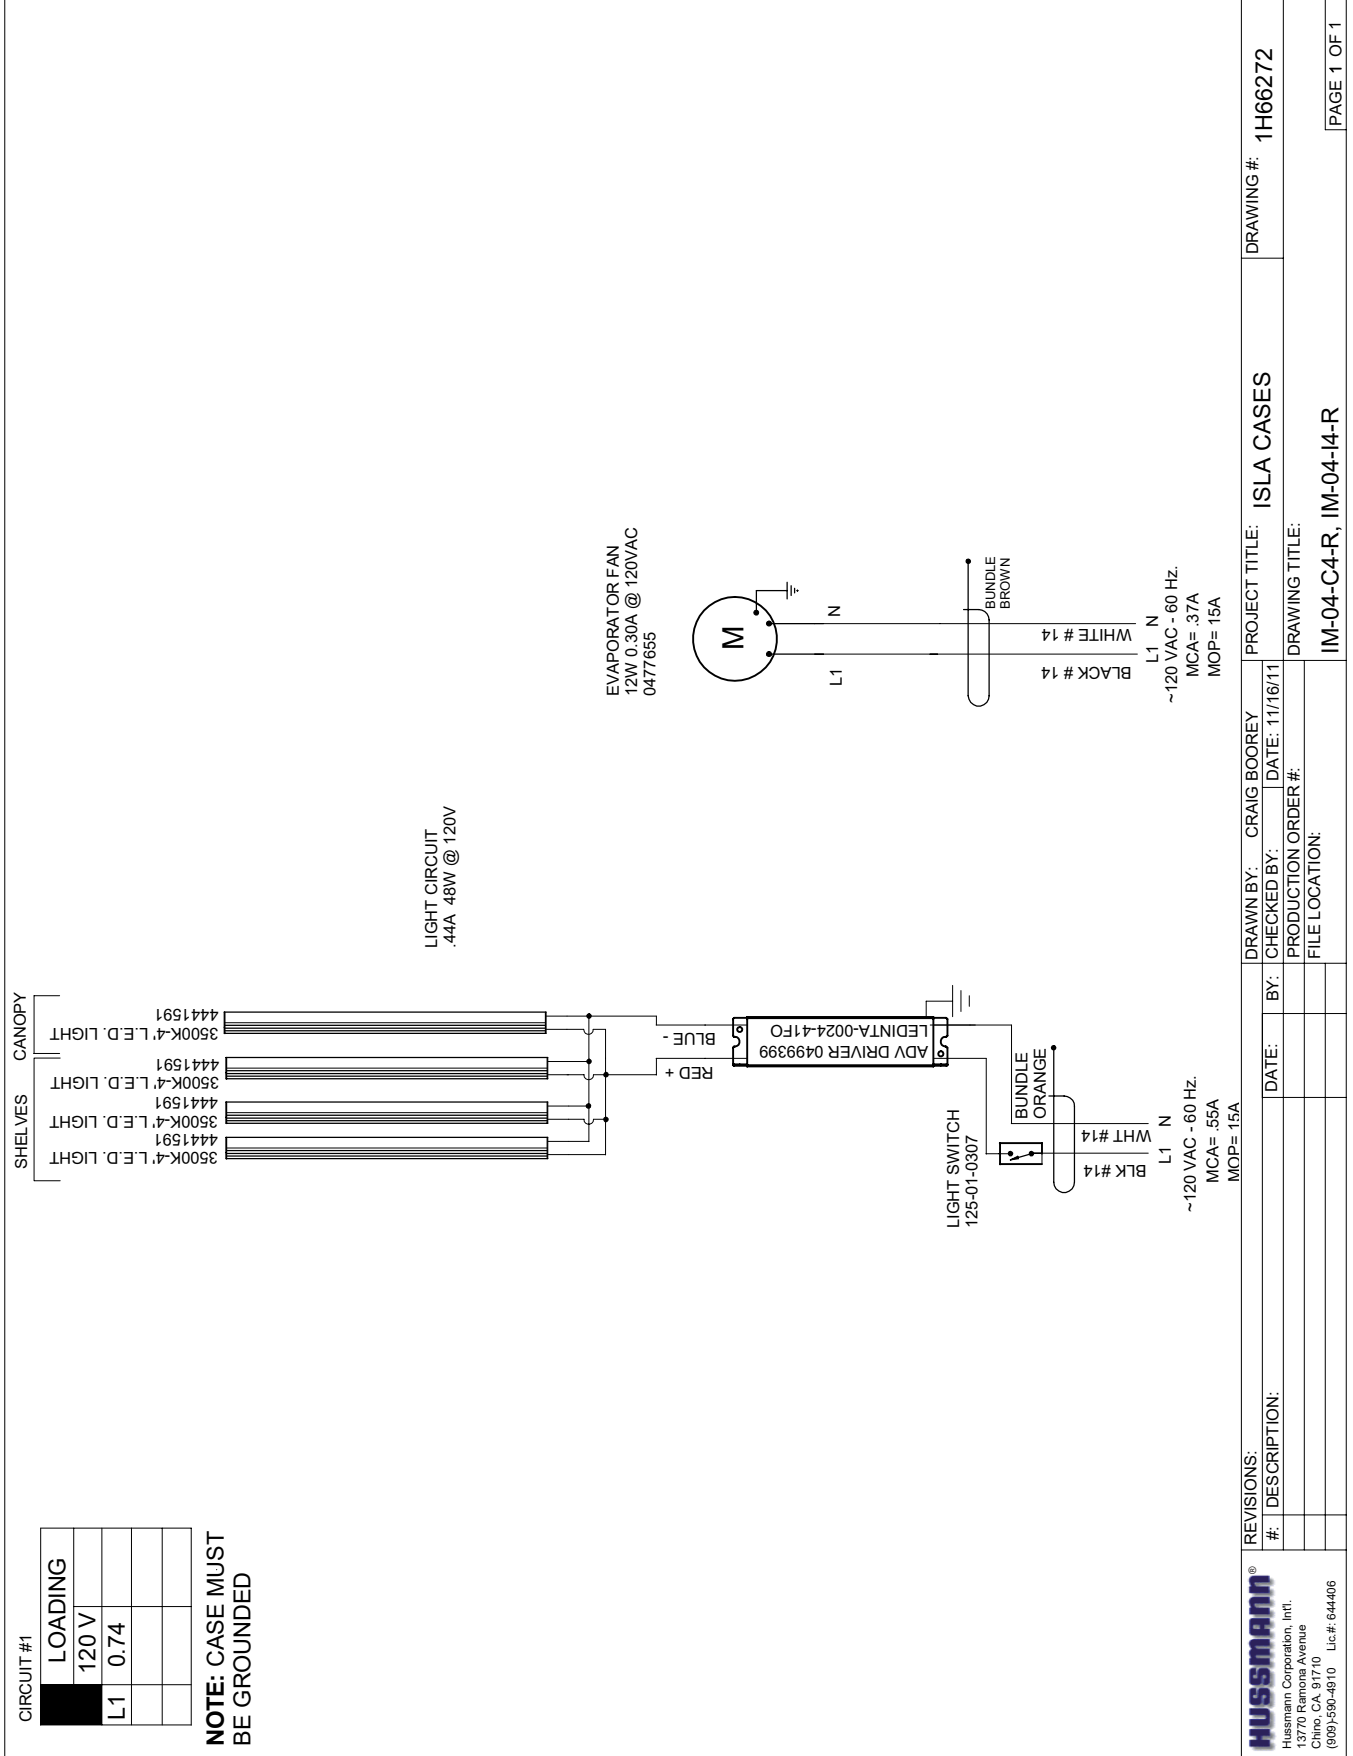 CIRCUIT #1
LOADING
120 V
L1 0.74
NOTE: CASE MUST
BE GROUNDED
SHELVES CANOPY
3500K-4' L.E.D. LIGHT
4441591
3500K-4' L.E.D. LIGHT
4441591
3500K-4' L.E.D. LIGHT
4441591
3500K-4' L.E.D. LIGHT
4441591
LIGHT CIRCUIT
.44A 48W @ 120V
RED +
BLUE -
ADV DRIVER 0499399
LEDINTA-0024-41FO
LIGHT SWITCH
125-01-0307
BUNDLE
ORANGE
BLK #14
WHT #14
L1 N
~120 VAC - 60 Hz.
MCA= .55A
MOP= 15A
EVAPORATOR FAN
12W 0.30A @ 120VAC
0477655
M
L1 N
BUNDLE
BROWN
BLACK # 14
WHITE # 14
L1 N
~120 VAC - 60 Hz.
MCA= .37A
MOP= 15A
HUSSMANN®
Hussmann Corporation, Int'l.
13770 Ramona Avenue
Chino, CA. 91710
(909)-590-4910 Lic.#: 644406
REVISIONS:
#: DESCRIPTION: DATE: BY:
DRAWN BY: CRAIG BOOREY
CHECKED BY: DATE: 11/16/11
PRODUCTION ORDER #:
FILE LOCATION:
PROJECT TITLE: ISLA CASES
DRAWING TITLE:
IM-04-C4-R, IM-04-I4-R
DRAWING #: 1H66272
PAGE 1 OF 1